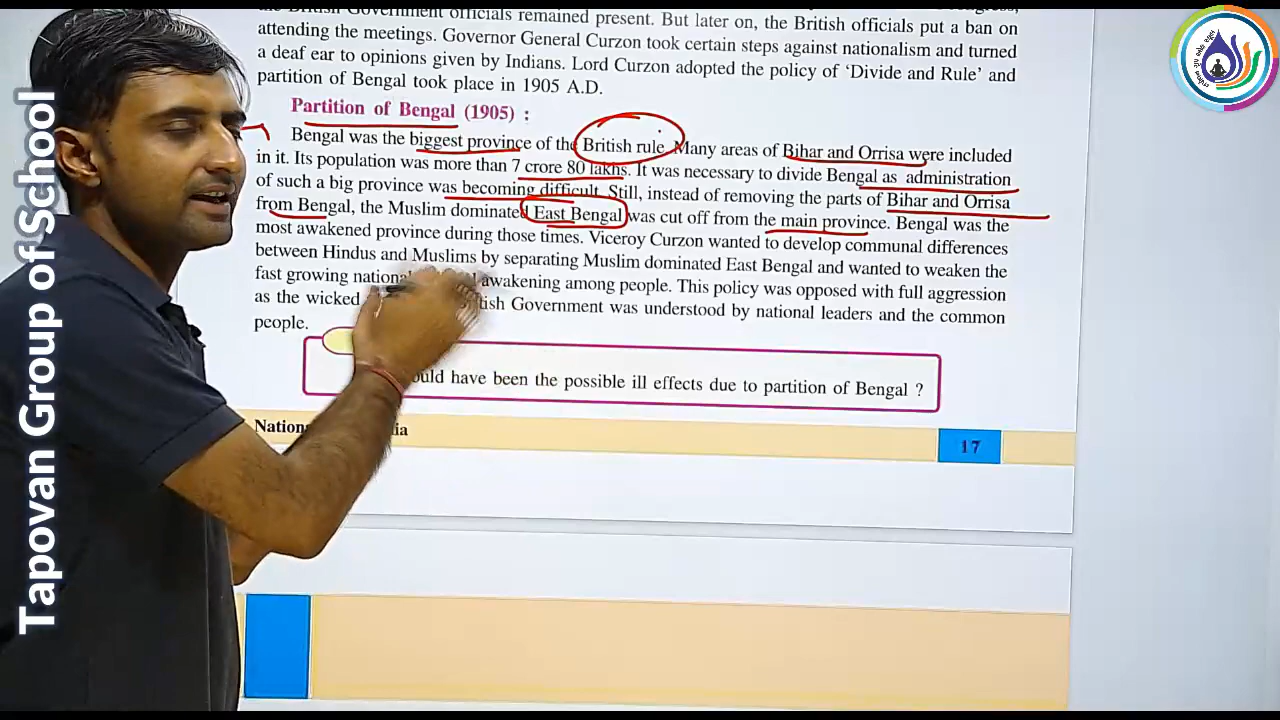 Government officials remained present. But later on, the British officials put a ban on
attending the meetings. Governor General Curzon took certain steps against nationalism and turned
a deaf ear to opinions given by Indians. Lord Curzon adopted the policy of ‘Divide and Rule’ and
partition of Bengal took place in 1905 A.D.
Partition of Bengal (1905) :
Bengal was the biggest province of the British rule. Many areas of Bihar and Orrisa were included
in it. Its population was more than 7 crore 80 lakhs. It was necessary to divide Bengal as administration
of such a big province was becoming difficult. Still, instead of removing the parts of Bihar and Orrisa
from Bengal, the Muslim dominated East Bengal was cut off from the main province. Bengal was the
most awakened province during those times. Viceroy Curzon wanted to develop communal differences
between Hindus and Muslims by separating Muslim dominated East Bengal and wanted to weaken the
fast growing awakening among people. This policy was opposed with full aggression
as the wicked Government was understood by national leaders and the common
people.
have been the possible ill effects due to partition of Bengal ?
17
Tapovan Group of School